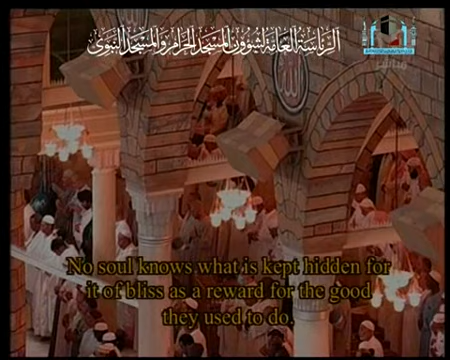 الرئاسة العامة لشؤون المسجد الحرام والمسجد النبوي
مباشر
No soul knows what is kept hidden for
it of bliss as a reward for the good
they used to do.